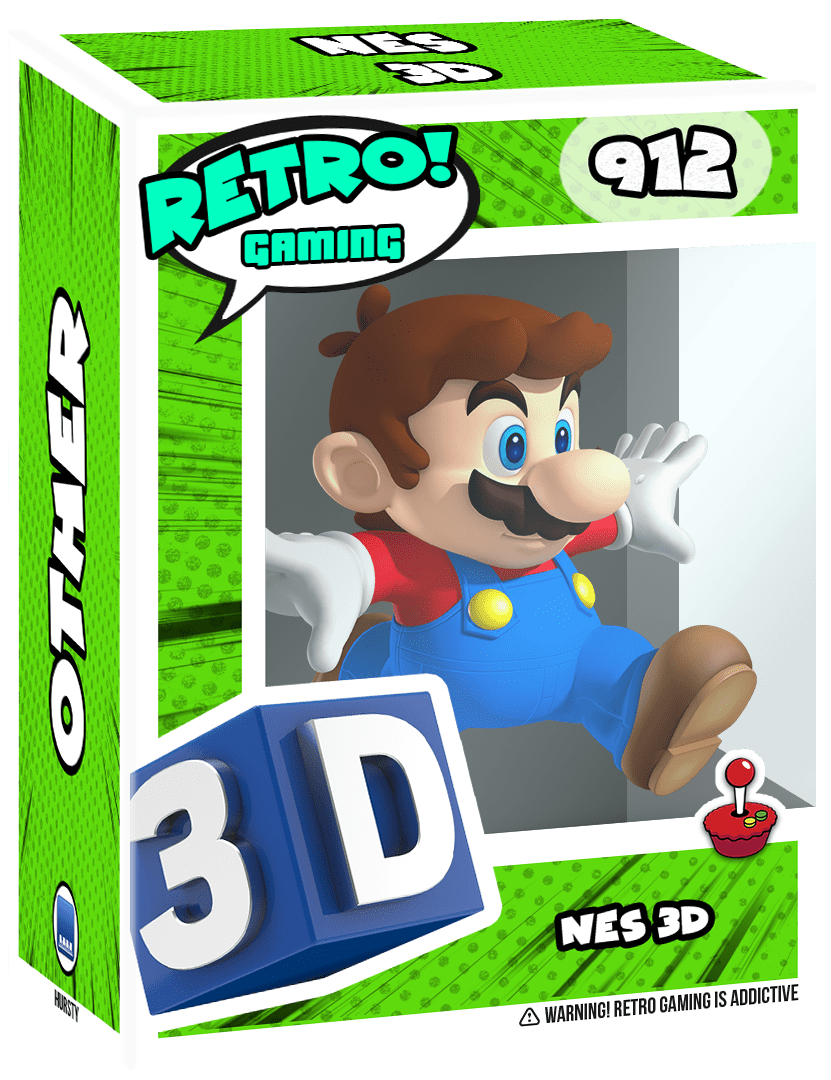 NES
3D
RETRO!
GAMING
912
OTHER
3D
NES 3D
HURSTY
WARNING! RETRO GAMING IS ADDICTIVE